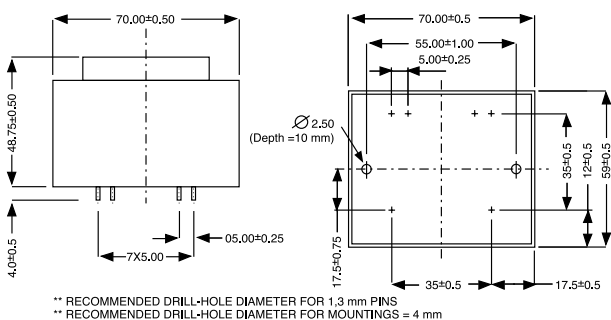 70.00±0.50
48.75±0.50
4.0±0.5
7X5.00
05.00±0.25
70.00±0.5
55.00±1.00
5.00±0.25
Ø 2.50
(Depth =10 mm)
17.5±0.75
35±0.5
12±0.5
59±0.5
35±0.5
17.5±0.5
** RECOMMENDED DRILL-HOLE DIAMETER FOR 1,3 mm PINS
** RECOMMENDED DRILL-HOLE DIAMETER FOR MOUNTINGS = 4 mm